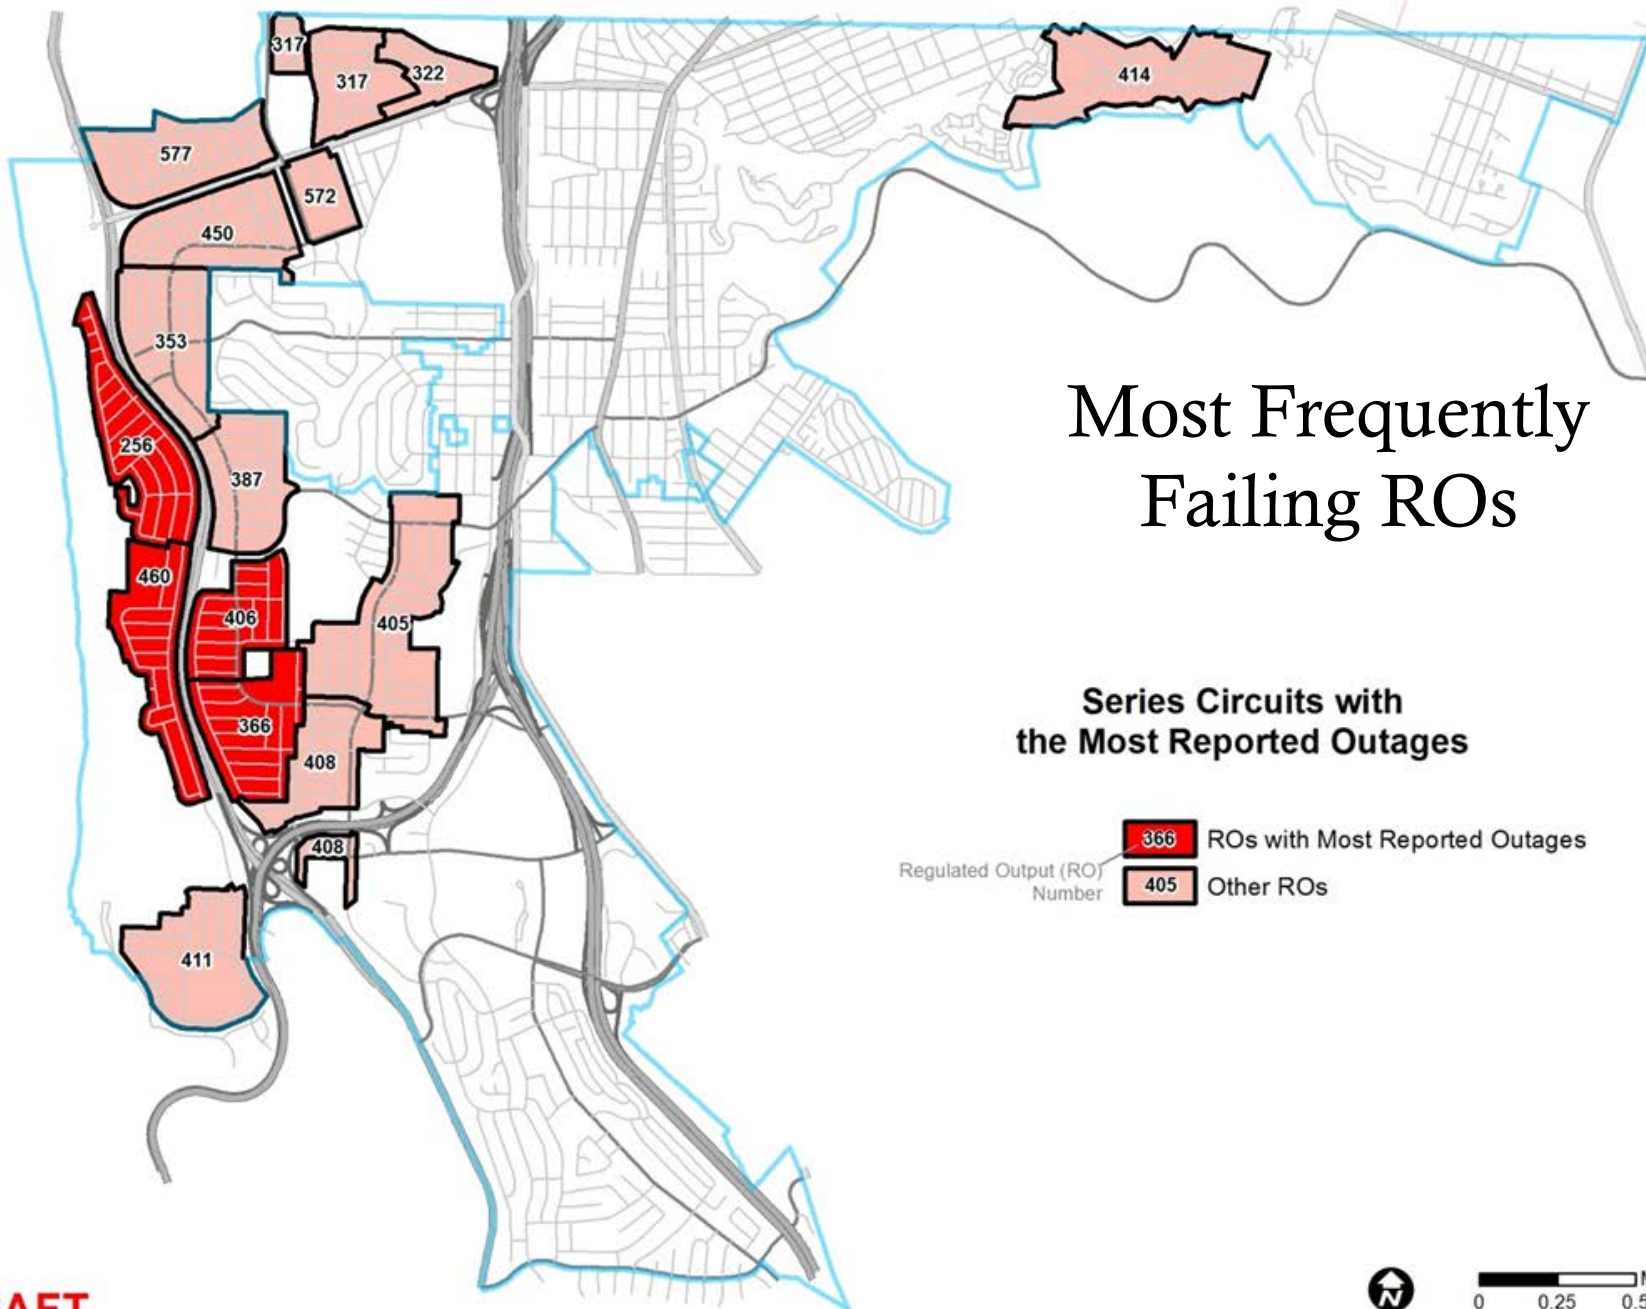 317
317
322
414
577
572
450
353
256
387
Most Frequently
Failing ROs
460
406
405
366
408
Series Circuits with
the Most Reported Outages
408
366 ROs with Most Reported Outages
Regulated Output (RO)
Number
405 Other ROs
411
N
0 0.25